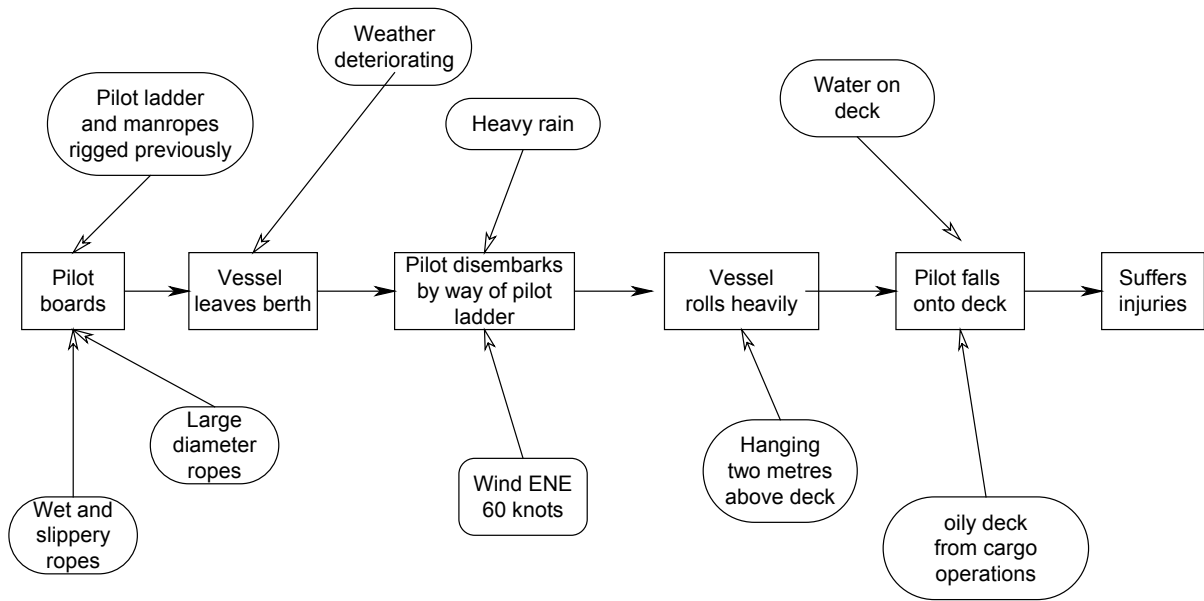 Weather
deteriorating
Pilot ladder
and manropes
rigged previously
Heavy rain
Water on
deck
Pilot
boards
Vessel
leaves berth
Pilot disembarks
by way of pilot
ladder
Vessel
rolls heavily
Pilot falls
onto deck
Suffers
injuries
Large
diameter
ropes
Wet and
slippery
ropes
Wind ENE
60 knots
Hanging
two metres
above deck
oily deck
from cargo
operations